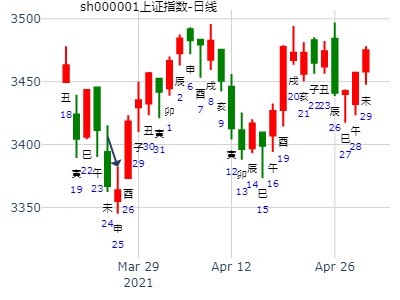 sh000001上证指数-日线
3500
3450
3400
3350
丑
18
寅
19
巳
22
午
23
未
24
申
25
酉
26
子
29
丑
30
寅
31
卯
1
辰
2
酉
6
戌
7
戌
8
亥
9
寅
12
卯
13
辰
14
巳
15
午
16
酉
19
戌
20
亥
21
子
22
丑
23
辰
26
巳
27
午
28
未
29
Mar 29
2021
Apr 12
Apr 26